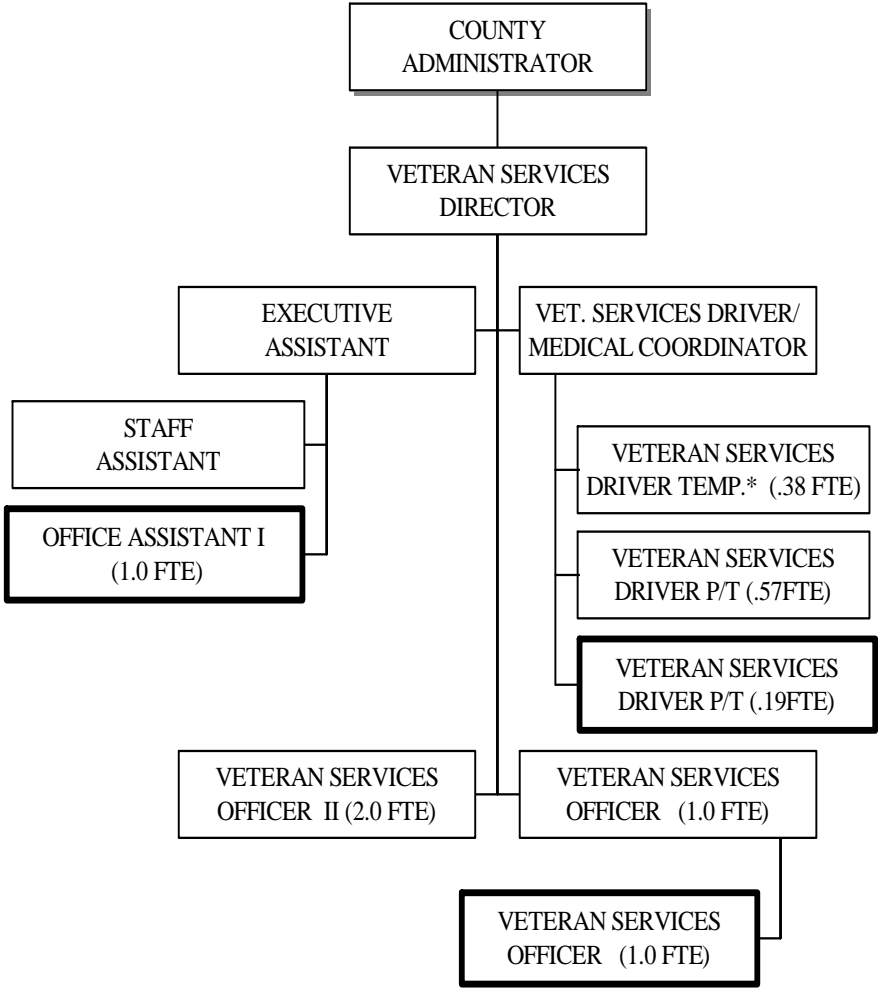 COUNTY
ADMINISTRATOR
VETERAN SERVICES
DIRECTOR
EXECUTIVE
ASSISTANT
VET. SERVICES DRIVER/
MEDICAL COORDINATOR
STAFF
ASSISTANT
OFFICE ASSISTANT I
(1.0 FTE)
VETERAN SERVICES
DRIVER TEMP.* (.38 FTE)
VETERAN SERVICES
DRIVER P/T (.57FTE)
VETERAN SERVICES
DRIVER P/T (.19FTE)
VETERAN SERVICES
OFFICER II (2.0 FTE)
VETERAN SERVICES
OFFICER (1.0 FTE)
VETERAN SERVICES
OFFICER (1.0 FTE)